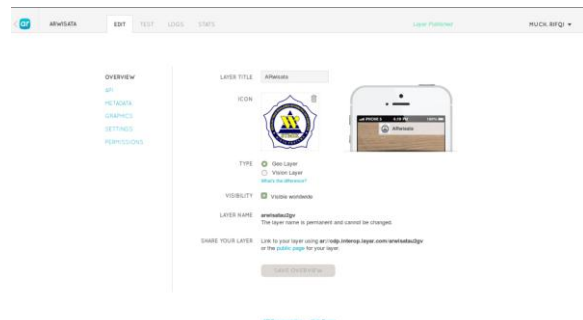 ar ARWISATA EDIT TEST LOGS STATS Layer Published MUCH. RIFQI
OVERVIEW
API
METADATA
GRAPHICS
SETTINGS
PERMISSIONS
LAYER TITLE ARwisata
ICON
TYPE Geo Layer
Vision Layer
What's the difference?
VISIBILITY Visible worldwide
LAYER NAME arwisatau2gv
The layer name is permanent and cannot be changed.
SHARE YOUR LAYER Link to your layer using
or the public page for your layer.
SAVE OVERVIEW
ARwisata